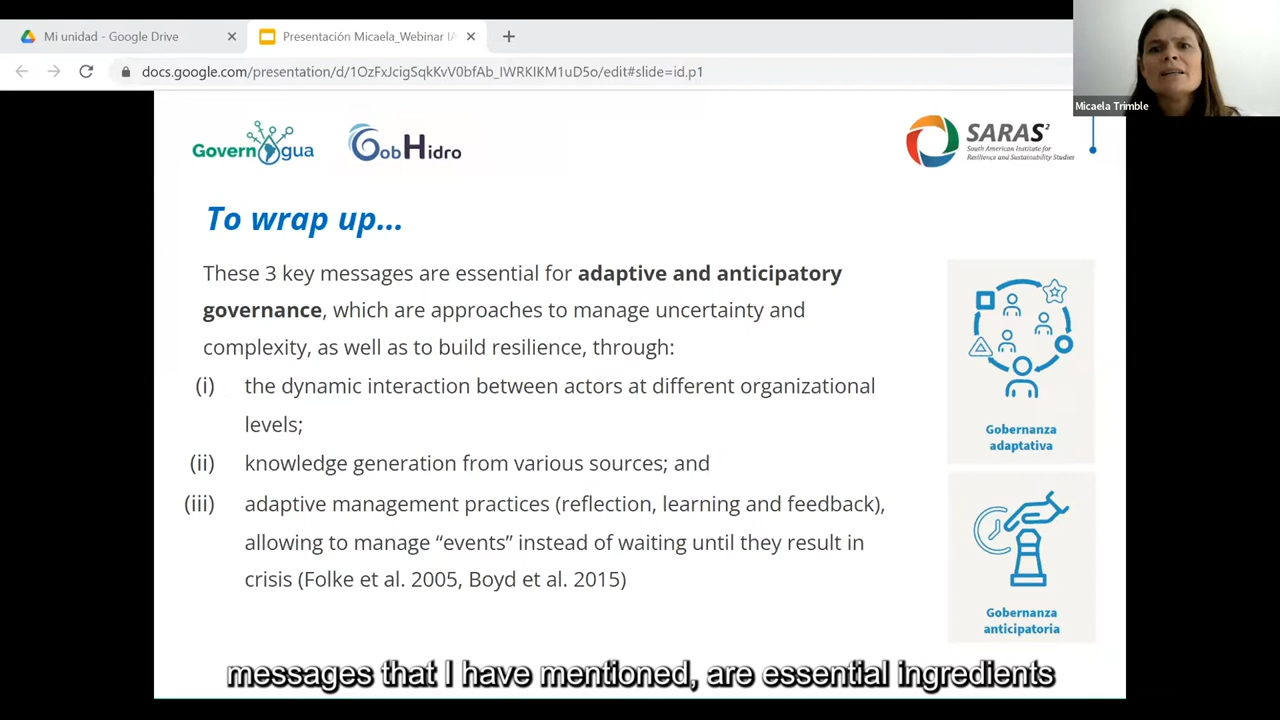 Mi unidad - Google Drive
Presentación Micaela_Webinar IA
docs.google.com/presentation/d/1OzFxJcigSqkKvV0bfAb_IWRKIKM1uD5o/edit#slide=id.p1
Micaela Trimble
Governgua
GobHidro
SARAS²
South American Institute for
Resilience and Sustainability Studies
To wrap up...
These 3 key messages are essential for adaptive and anticipatory
governance, which are approaches to manage uncertainty and
complexity, as well as to build resilience, through:
(i) the dynamic interaction between actors at different organizational
levels;
(ii) knowledge generation from various sources; and
(iii) adaptive management practices (reflection, learning and feedback),
allowing to manage “events” instead of waiting until they result in
crisis (Folke et al. 2005, Boyd et al. 2015)
Gobernanza
adaptativa
Gobernanza
anticipatoria
messages that I have mentioned, are essential ingredients